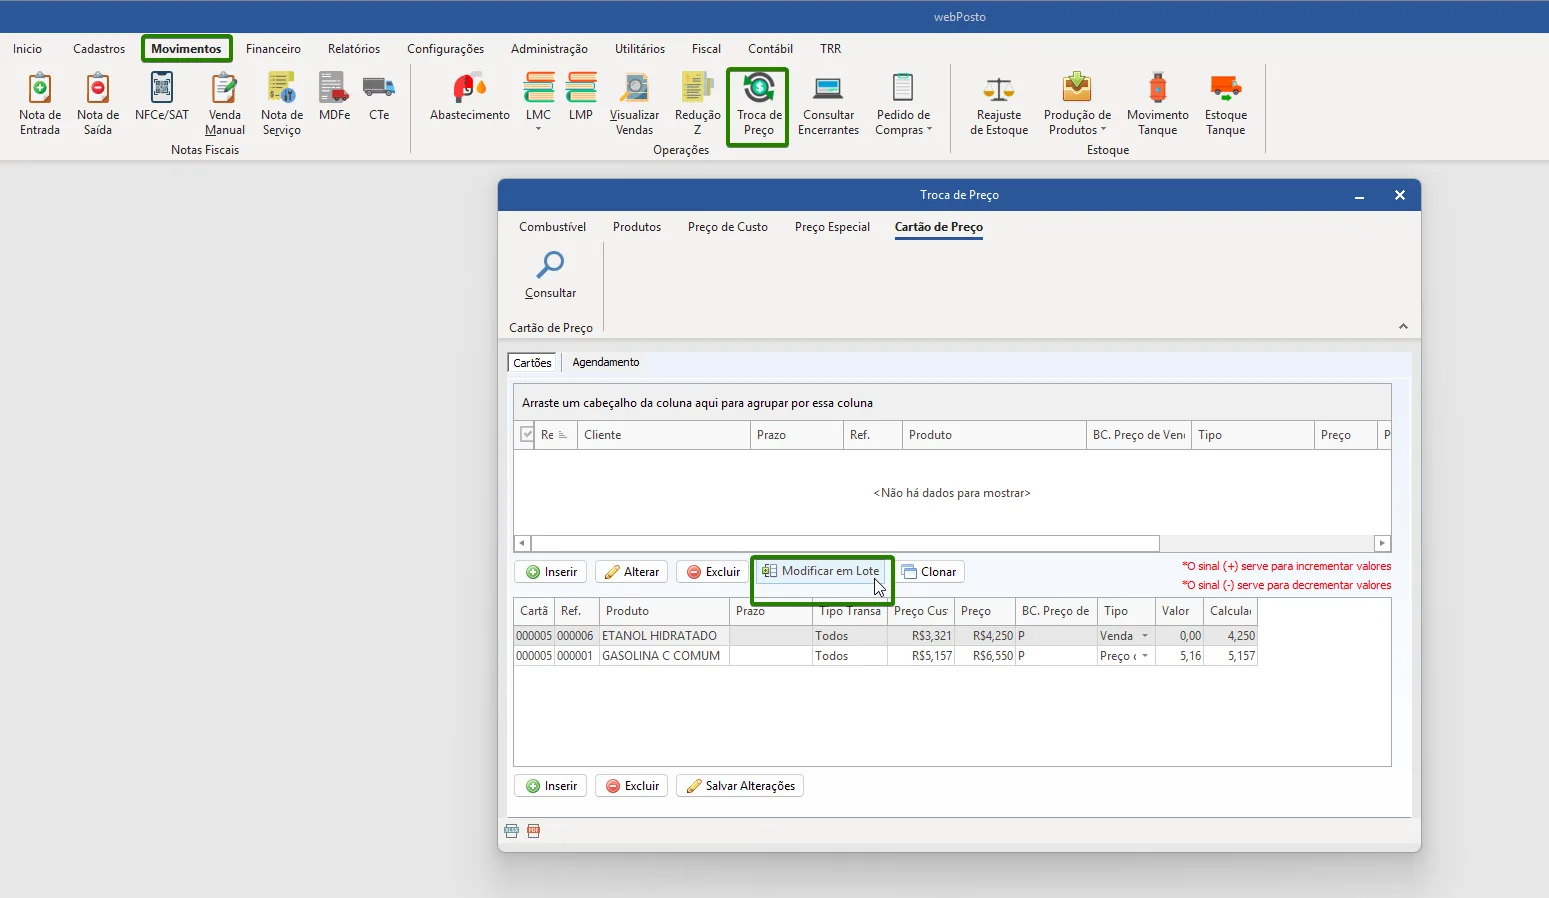 webPosto
Inicio Cadastros Movimentos Financeiro Relatórios Configurações Administração Utilitários Fiscal Contábil TRR
Nota de Entrada
Nota de Saída
NFCe/SAT
Venda Manual
Nota de Serviço
MDFe
CTe
Notas Fiscais
Abastecimento
LMC
LMP
Visualizar Vendas
Redução Z
Troca de Preço
Consultar Encerrantes
Pedido de Compras
Operações
Reajuste de Estoque
Produção de Produtos
Movimento Tanque
Estoque Tanque
Estoque
Troca de Preço
Combustível Produtos Preço de Custo Preço Especial Cartão de Preço
Consultar
Cartão de Preço
Cartões Agendamento
Arraste um cabeçalho da coluna aqui para agrupar por essa coluna
Re Cliente Prazo Ref. Produto BC. Preço de Ven Tipo Preço P
<Não há dados para mostrar>
Inserir Alterar Excluir Modificar em Lote Clonar
*O sinal (+) serve para incrementar valores
*O sinal (-) serve para decrementar valores
Cartã Ref. Produto Prazo Tipo Transa Preço Cus Preço BC. Preço de Tipo Valor Calcula
000005 000006 ETANOL HIDRATADO Todos R$3,321 R$4,250 P Venda 0,00 4,250
000005 000001 GASOLINA C COMUM Todos R$5,157 R$6,550 P Preço 5,16 5,157
Inserir Excluir Salvar Alterações